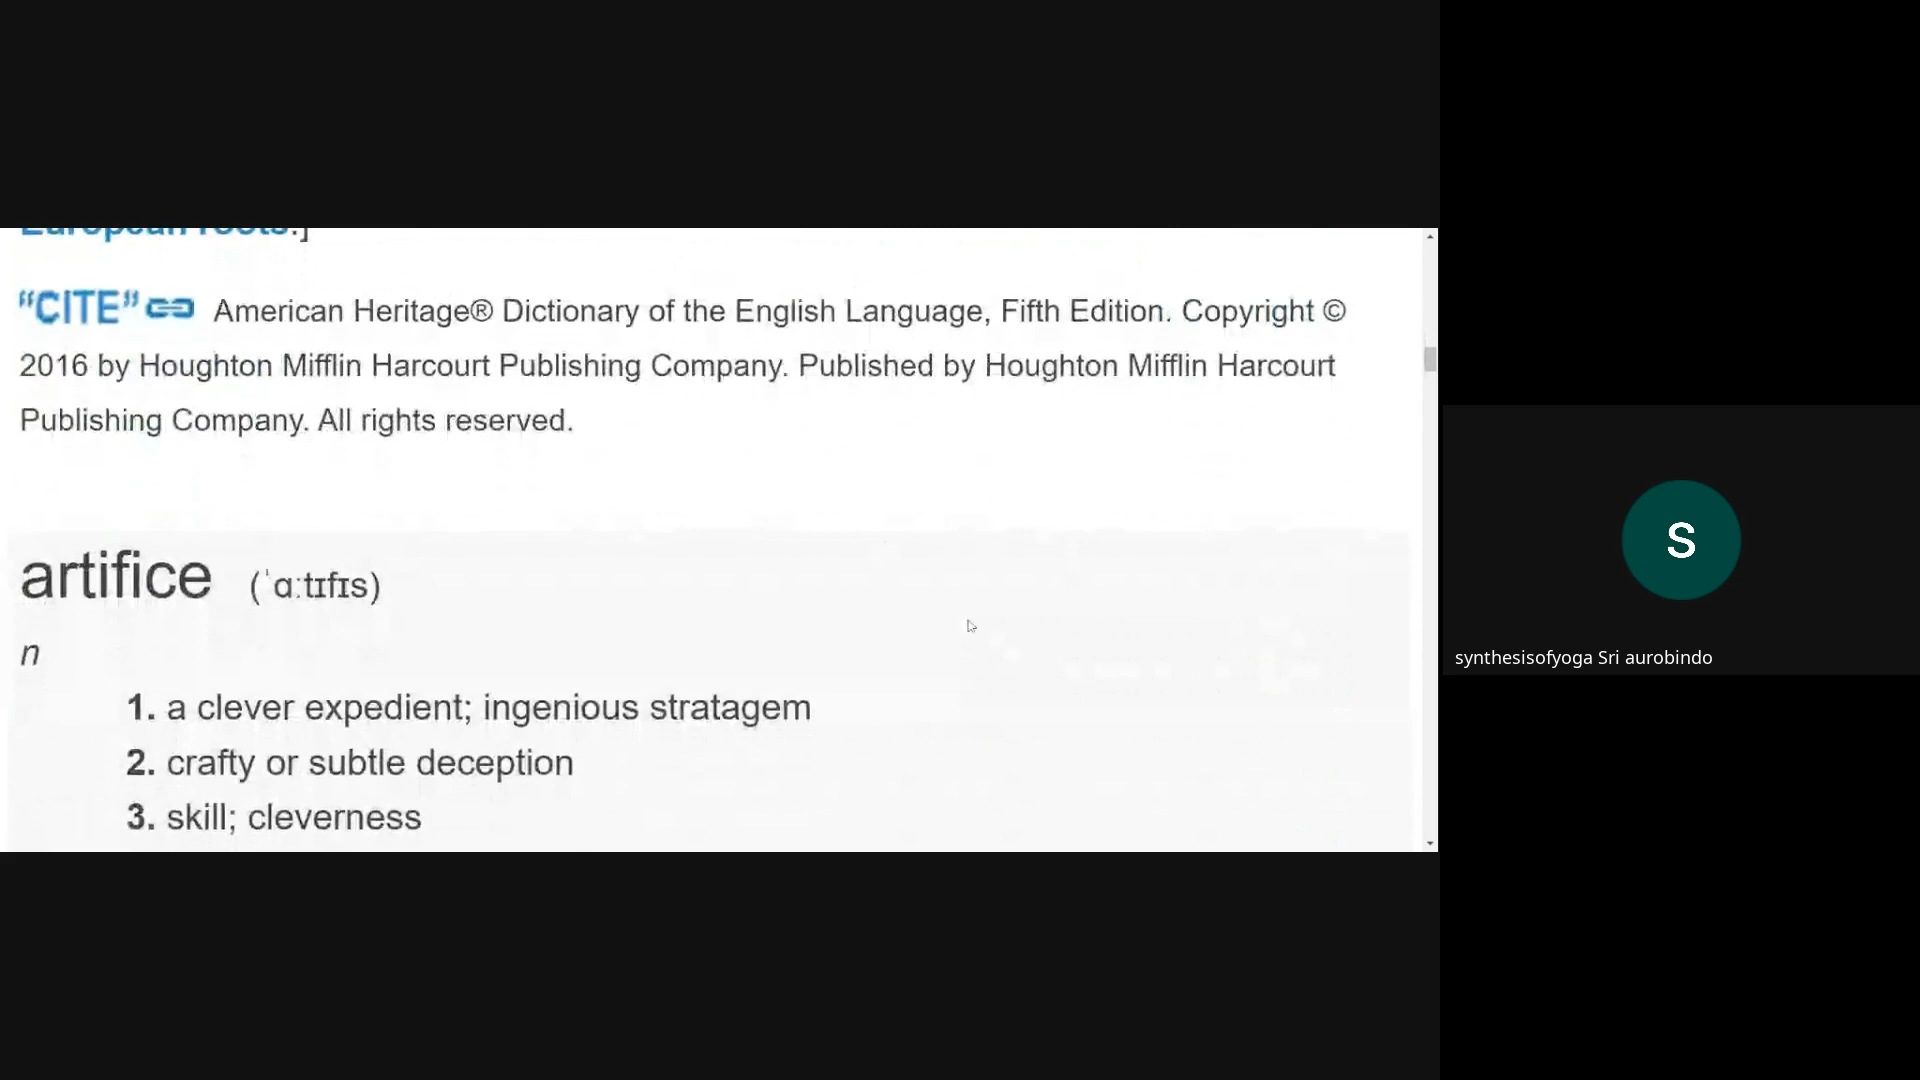 European roots.]
“CITE” American Heritage® Dictionary of the English Language, Fifth Edition. Copyright ©
2016 by Houghton Mifflin Harcourt Publishing Company. Published by Houghton Mifflin Harcourt
Publishing Company. All rights reserved.
artifice (ˈɑːtɪfɪs)
n
1. a clever expedient; ingenious stratagem
2. crafty or subtle deception
3. skill; cleverness
S
synthesisofyoga Sri aurobindo